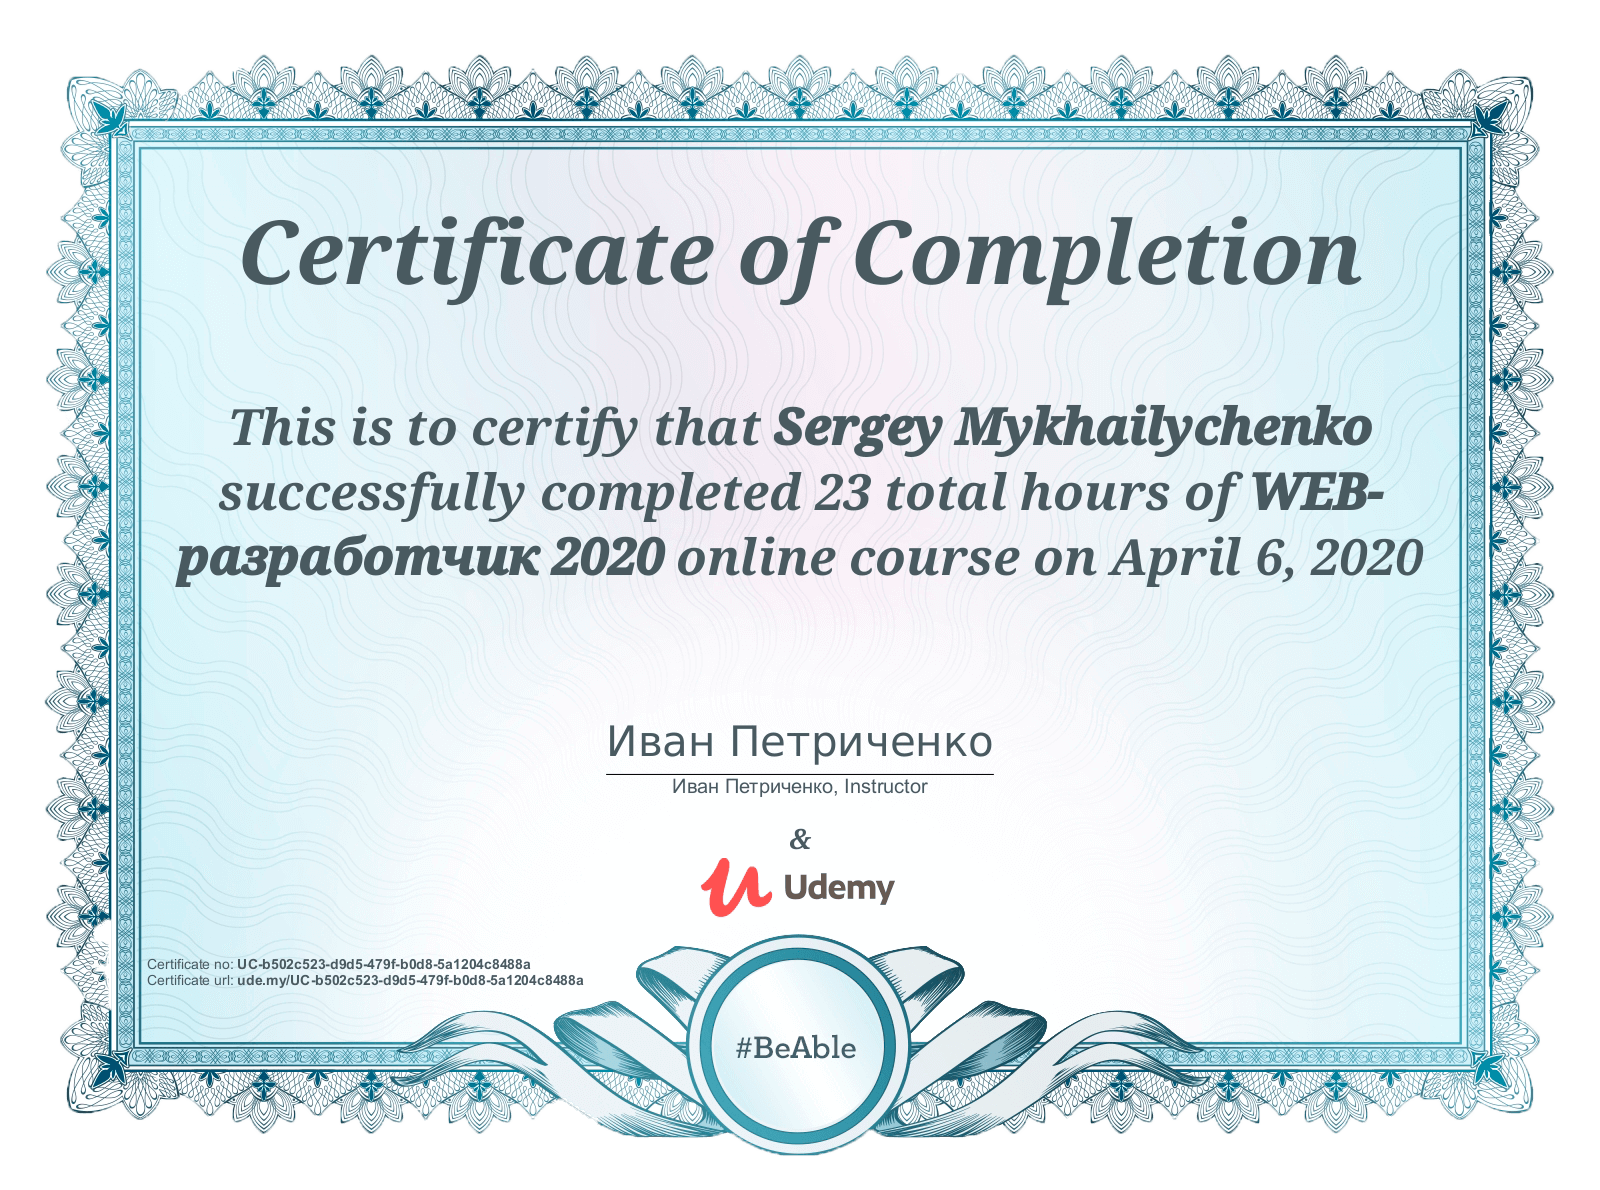 Certificate of Completion
This is to certify that Sergey Mykhailychenko
successfully completed 23 total hours of WEB-
разработчик 2020 online course on April 6, 2020
Иван Петриченко
Иван Петриченко, Instructor
&
Udemy
Certificate no: UC-b502c523-d9d5-479f-b0d8-5a1204c8488a
Certificate url: ude.my/UC-b502c523-d9d5-479f-b0d8-5a1204c8488a
#BeAble